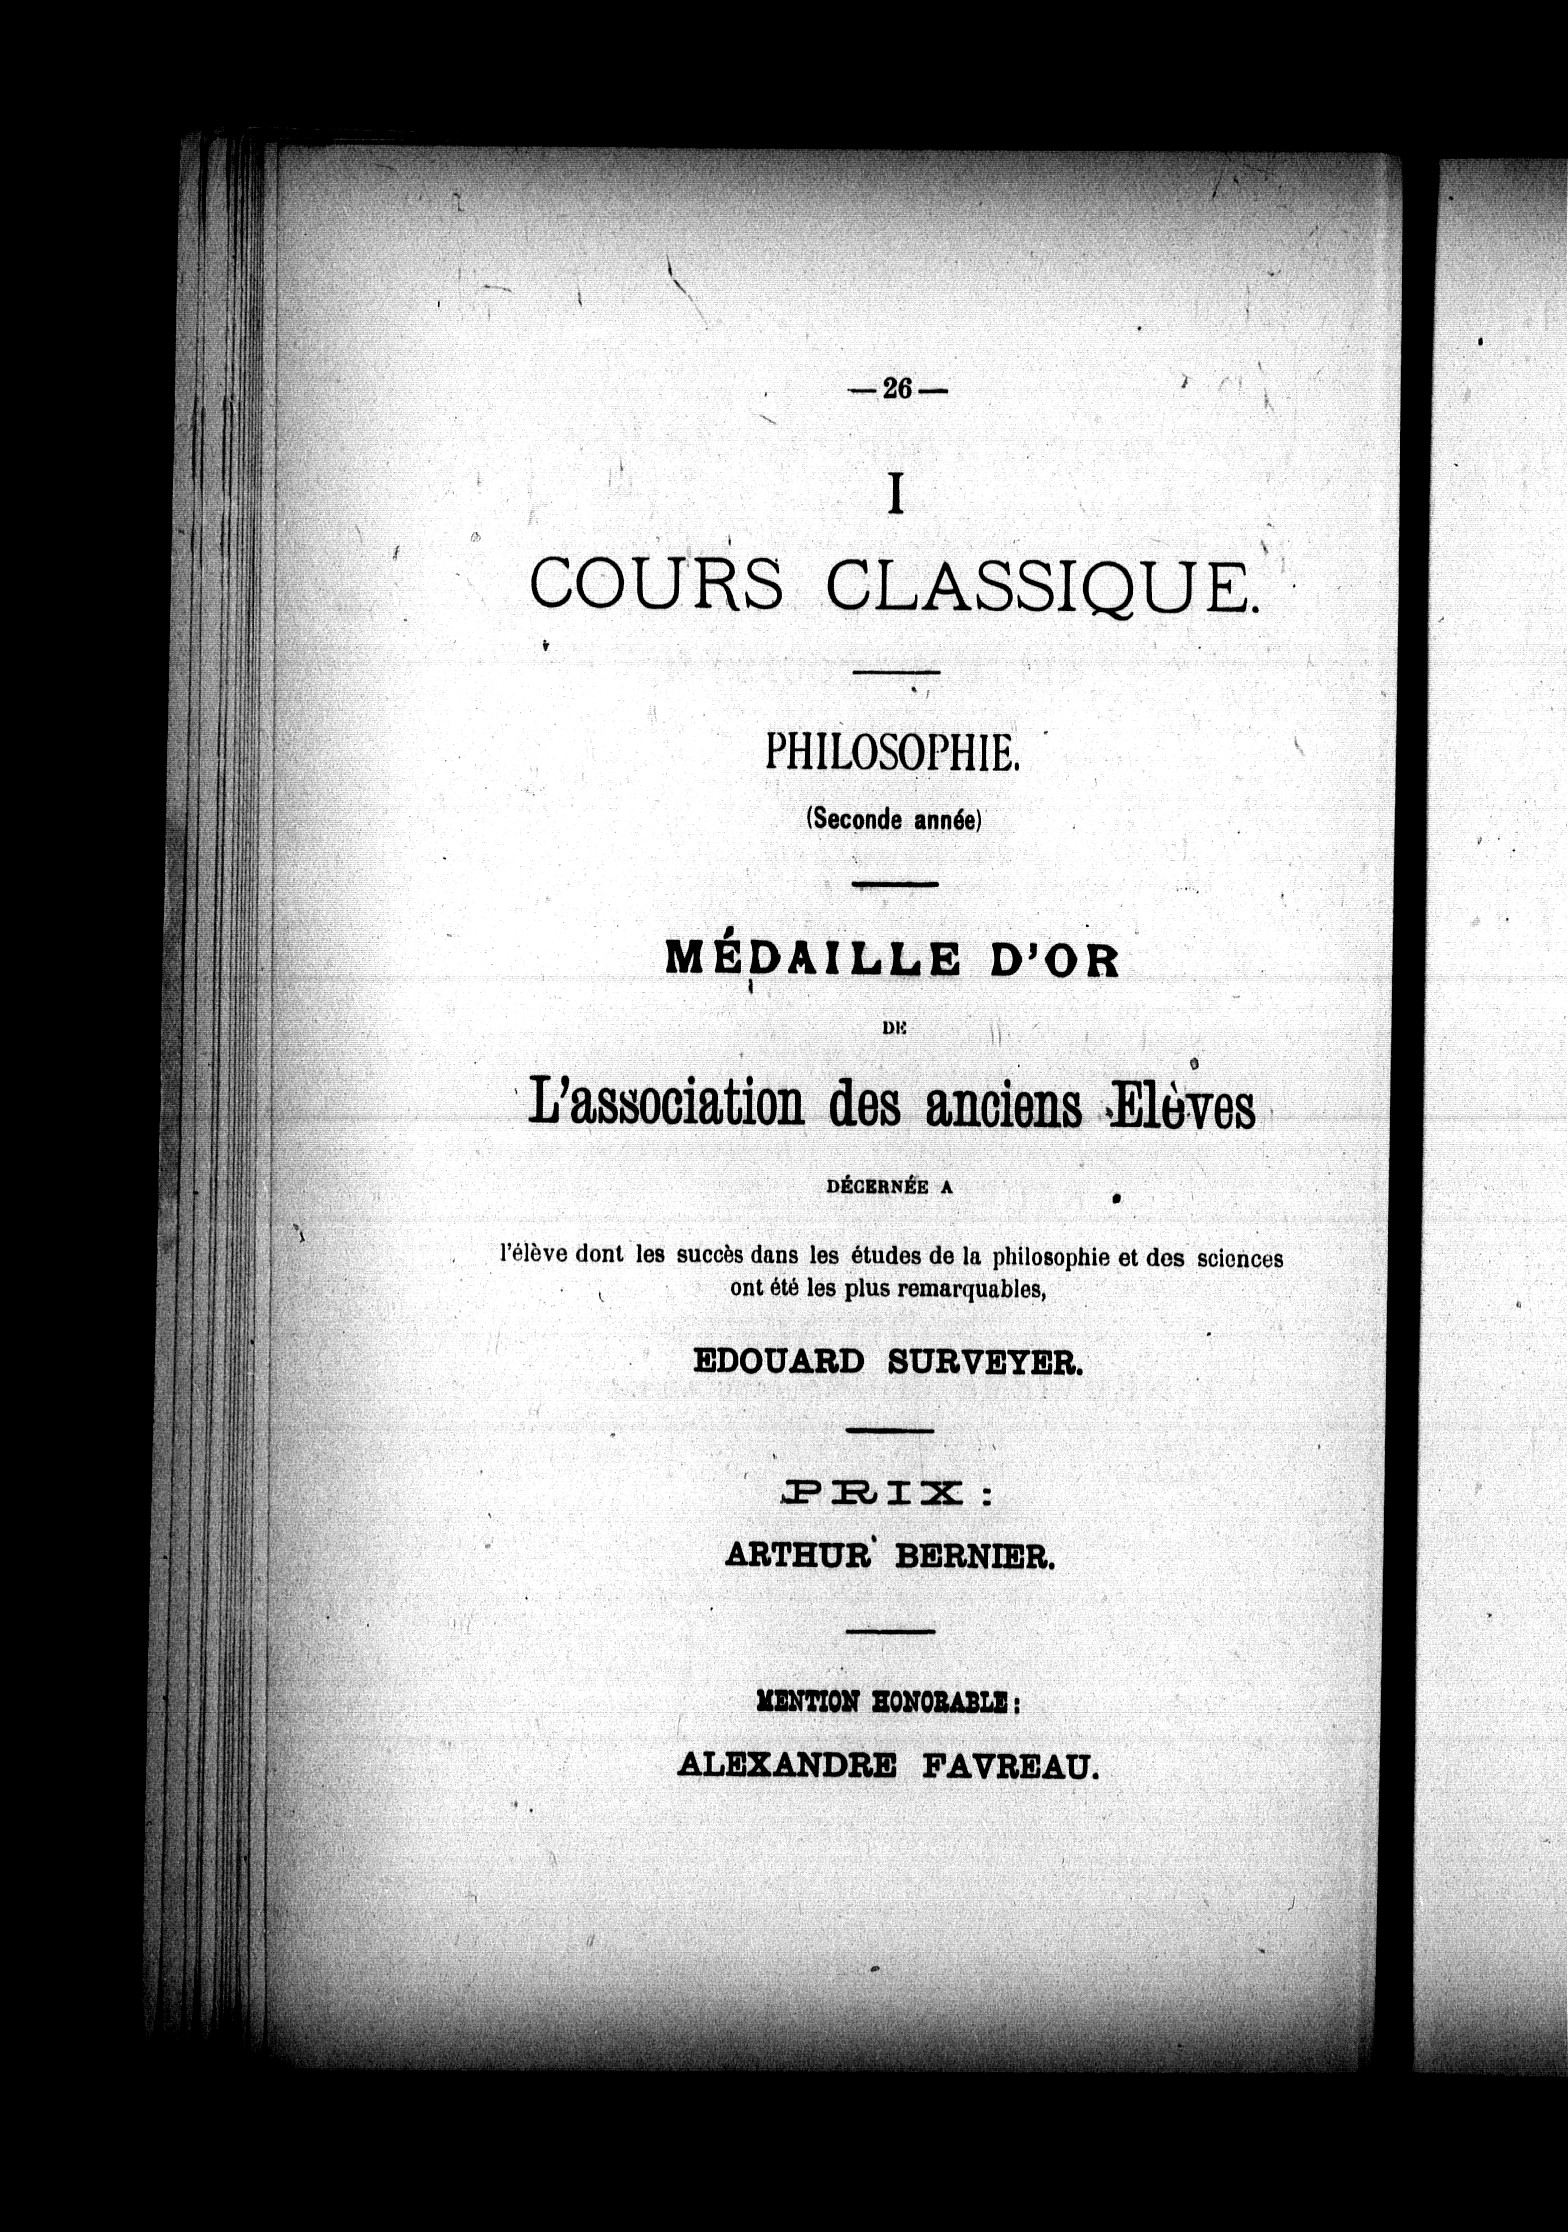 — 26 —
I
COURS CLASSIQUE.
PHILOSOPHIE.
(Seconde année)
MÉDAILLE D'OR
DE
L'association des anciens Elèves
DÉCERNÉE A
l'élève dont les succès dans les études de la philosophie et des sciences
ont été les plus remarquables,
EDOUARD SURVEYER.
PRIX :
ARTHUR BERNIER.
MENTION HONORABLE :
ALEXANDRE FAVREAU.